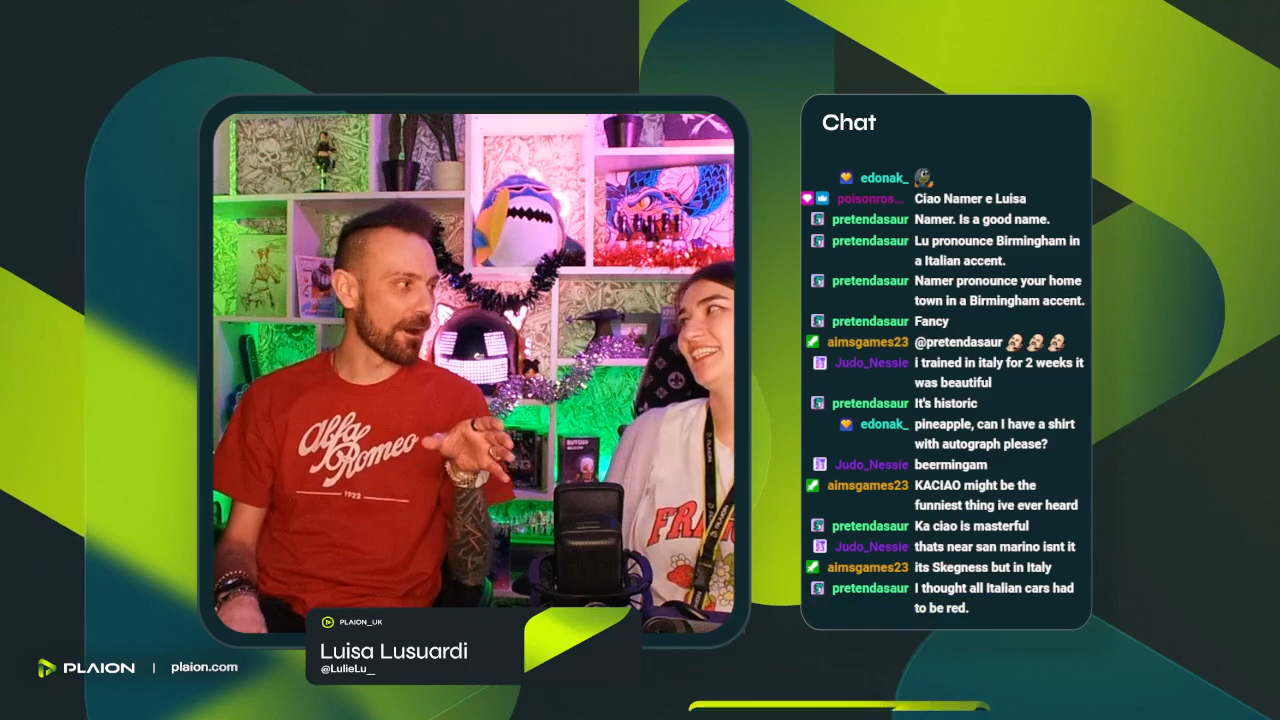 Chat
edonak_
poisonros... Ciao Namer e Luisa
pretendasaur Namer. Is a good name.
pretendasaur Lu pronounce Birmingham in
a Italian accent.
pretendasaur Namer pronounce your home
town in a Birmingham accent.
pretendasaur Fancy
aimsgames23 @pretendasaur
Judo_Nessie i trained in italy for 2 weeks it
was beautiful
pretendasaur It's historic
edonak_ pineapple, can I have a shirt
with autograph please?
Judo_Nessie beermingam
aimsgames23 KACIAO might be the
funniest thing ive ever heard
pretendasaur Ka ciao is masterful
Judo_Nessie thats near san marino isnt it
aimsgames23 its Skegness but in Italy
pretendasaur I thought all Italian cars had
to be red.
Alfa
Romeo
1922
PLAION_UK
Luisa Lusuardi
@LulieLu__
PLAION | plaion.com